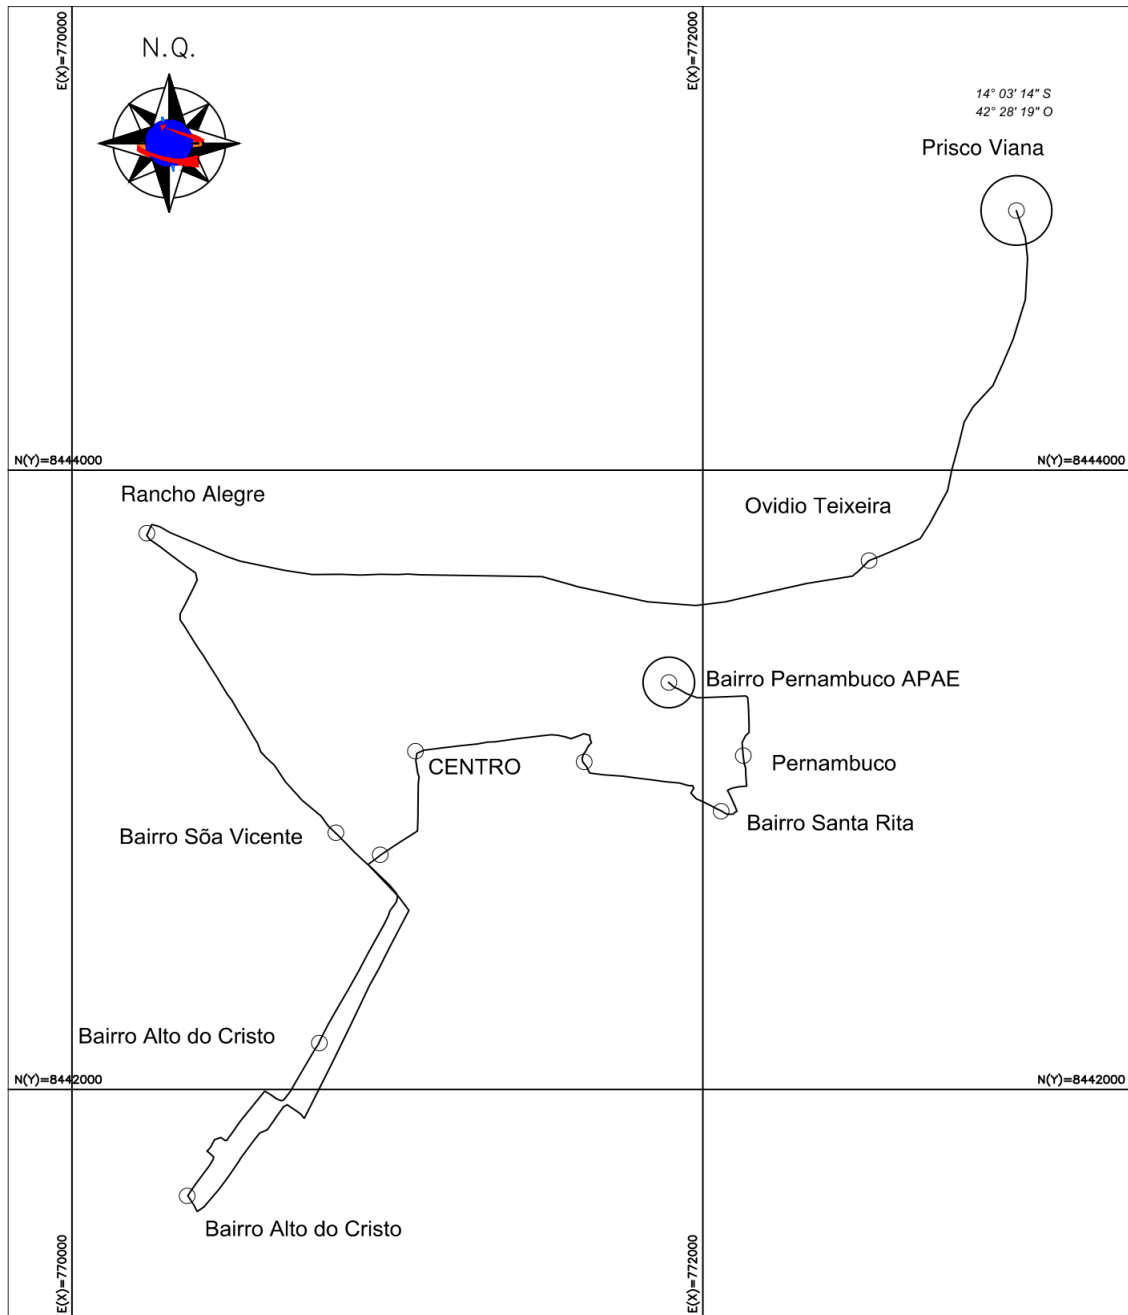 E(X)=770000
E(X)=772000
N.Q.
14° 03' 14" S
42° 28' 19" O
Prisco Viana
N(Y)=8444000
N(Y)=8444000
Rancho Alegre
Ovidio Teixeira
Bairro Pernambuco APAE
CENTRO
Pernambuco
Bairro Santa Rita
Bairro Sõa Vicente
Bairro Alto do Cristo
N(Y)=8442000
N(Y)=8442000
Bairro Alto do Cristo
E(X)=770000
E(X)=772000